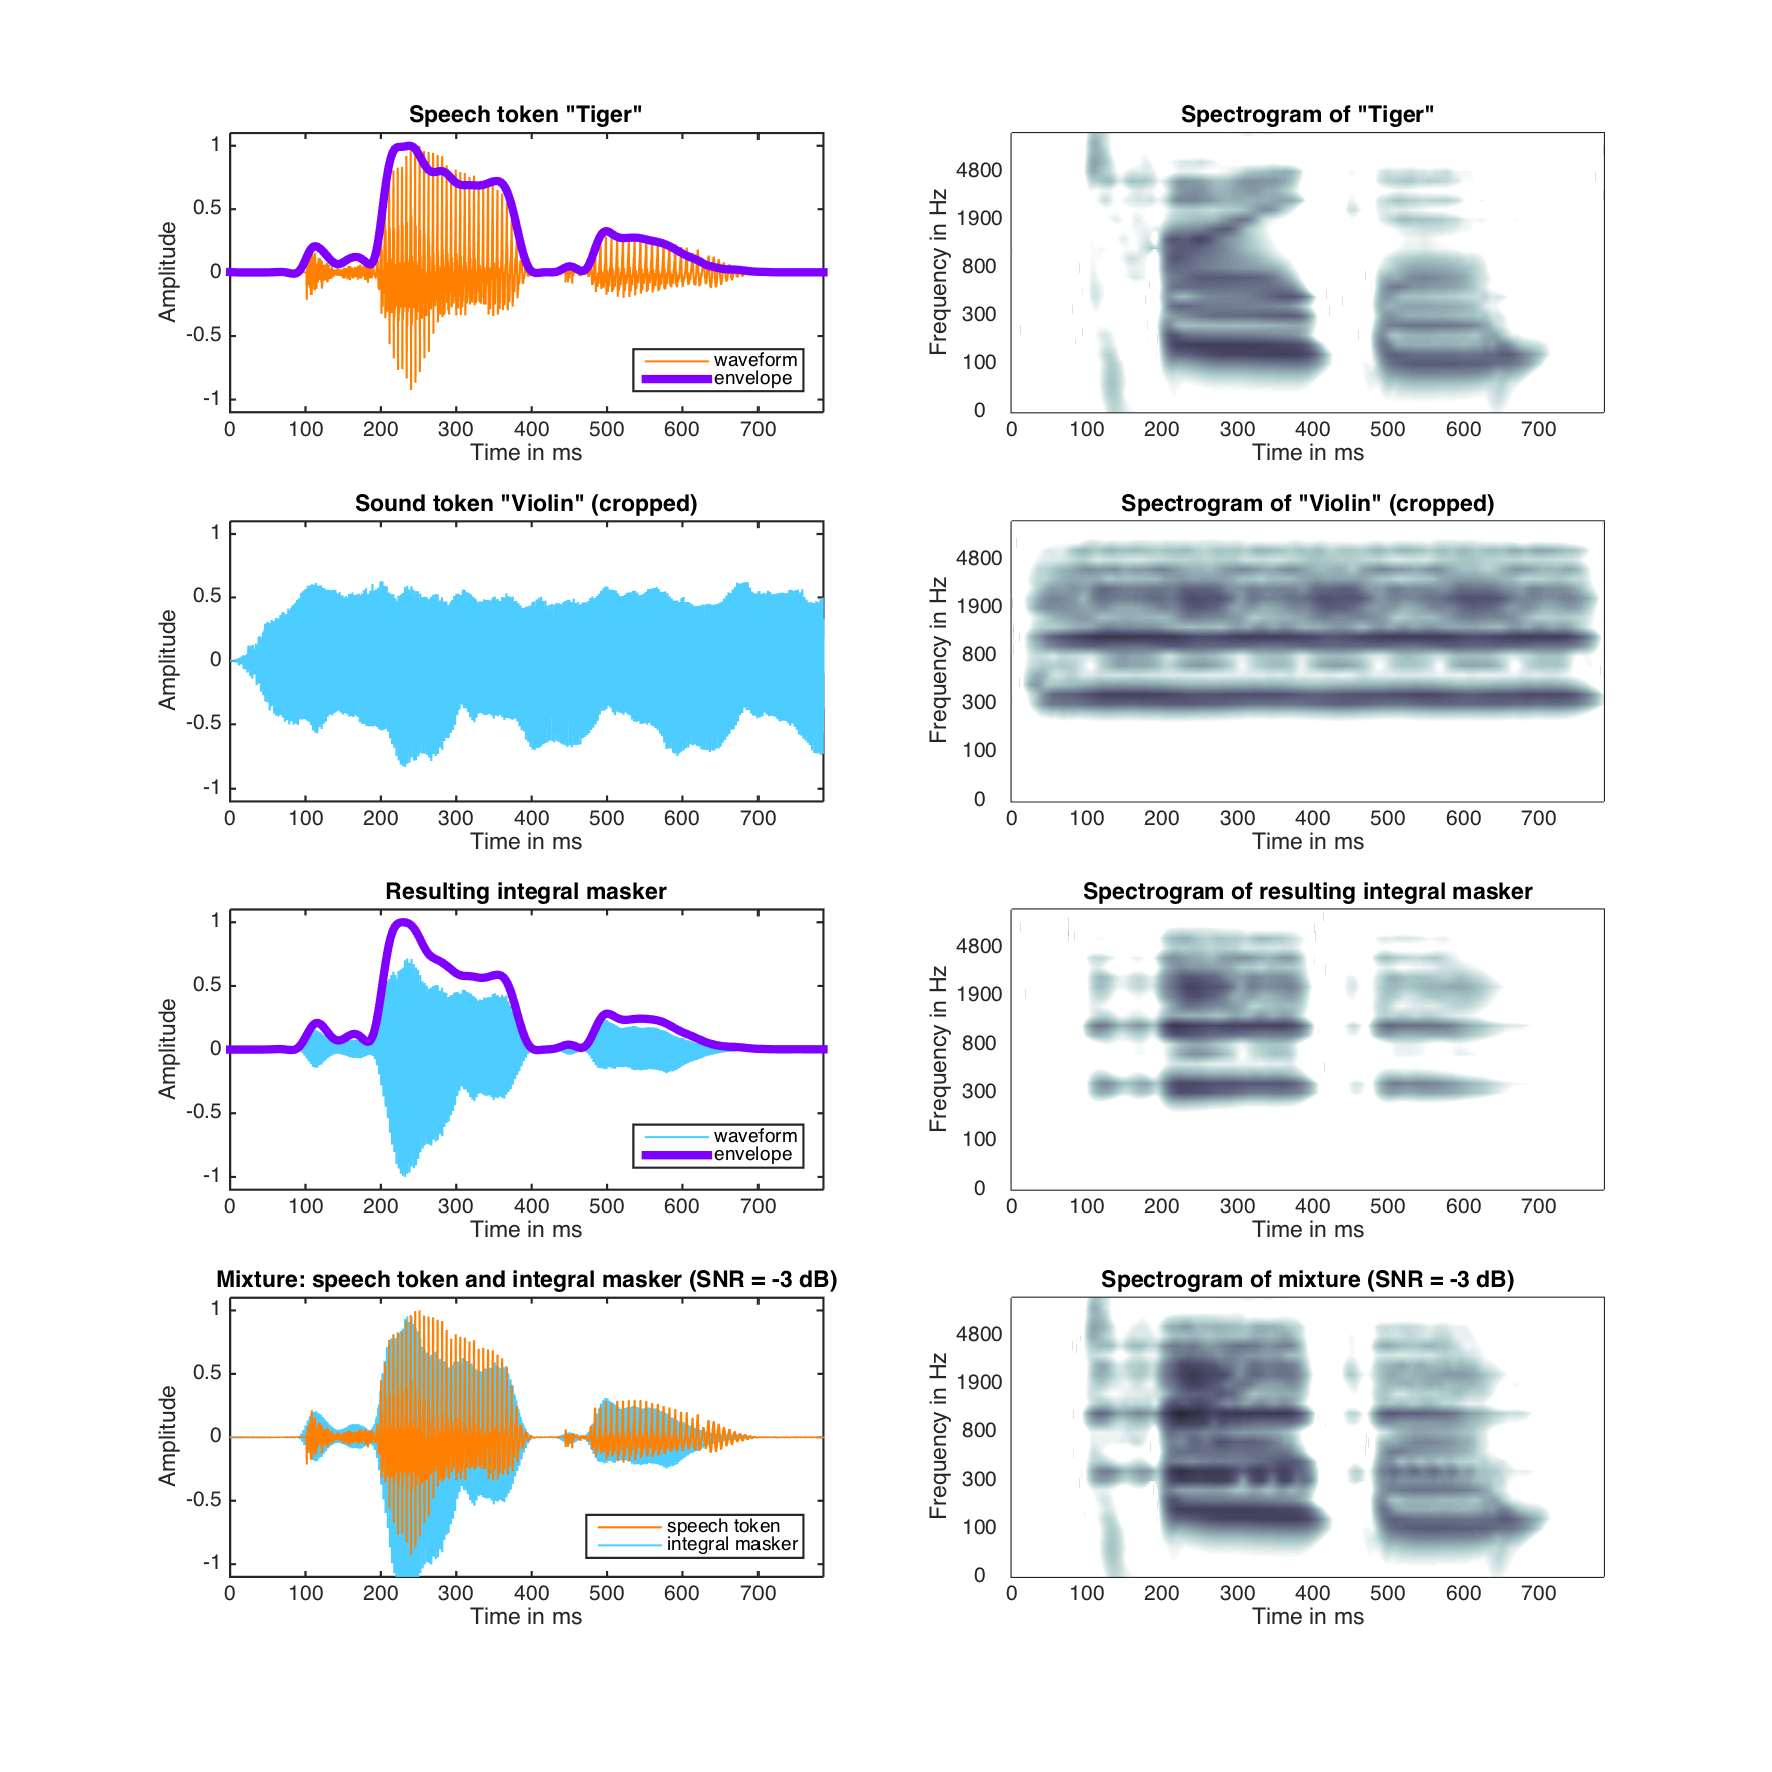 Speech token "Tiger"
1
0.5
0
-0.5
-1
Amplitude
waveform
envelope
0 100 200 300 400 500 600 700
Time in ms
Spectrogram of "Tiger"
4800
1900
800
300
100
0
Frequency in Hz
0 100 200 300 400 500 600 700
Time in ms
Sound token "Violin" (cropped)
1
0.5
0
-0.5
-1
Amplitude
0 100 200 300 400 500 600 700
Time in ms
Spectrogram of "Violin" (cropped)
4800
1900
800
300
100
0
Frequency in Hz
0 100 200 300 400 500 600 700
Time in ms
Resulting integral masker
1
0.5
0
-0.5
-1
Amplitude
waveform
envelope
0 100 200 300 400 500 600 700
Time in ms
Spectrogram of resulting integral masker
4800
1900
800
300
100
0
Frequency in Hz
0 100 200 300 400 500 600 700
Time in ms
Mixture: speech token and integral masker (SNR = -3 dB)
1
0.5
0
-0.5
-1
Amplitude
speech token
integral masker
0 100 200 300 400 500 600 700
Time in ms
Spectrogram of mixture (SNR = -3 dB)
4800
1900
800
300
100
0
Frequency in Hz
0 100 200 300 400 500 600 700
Time in ms